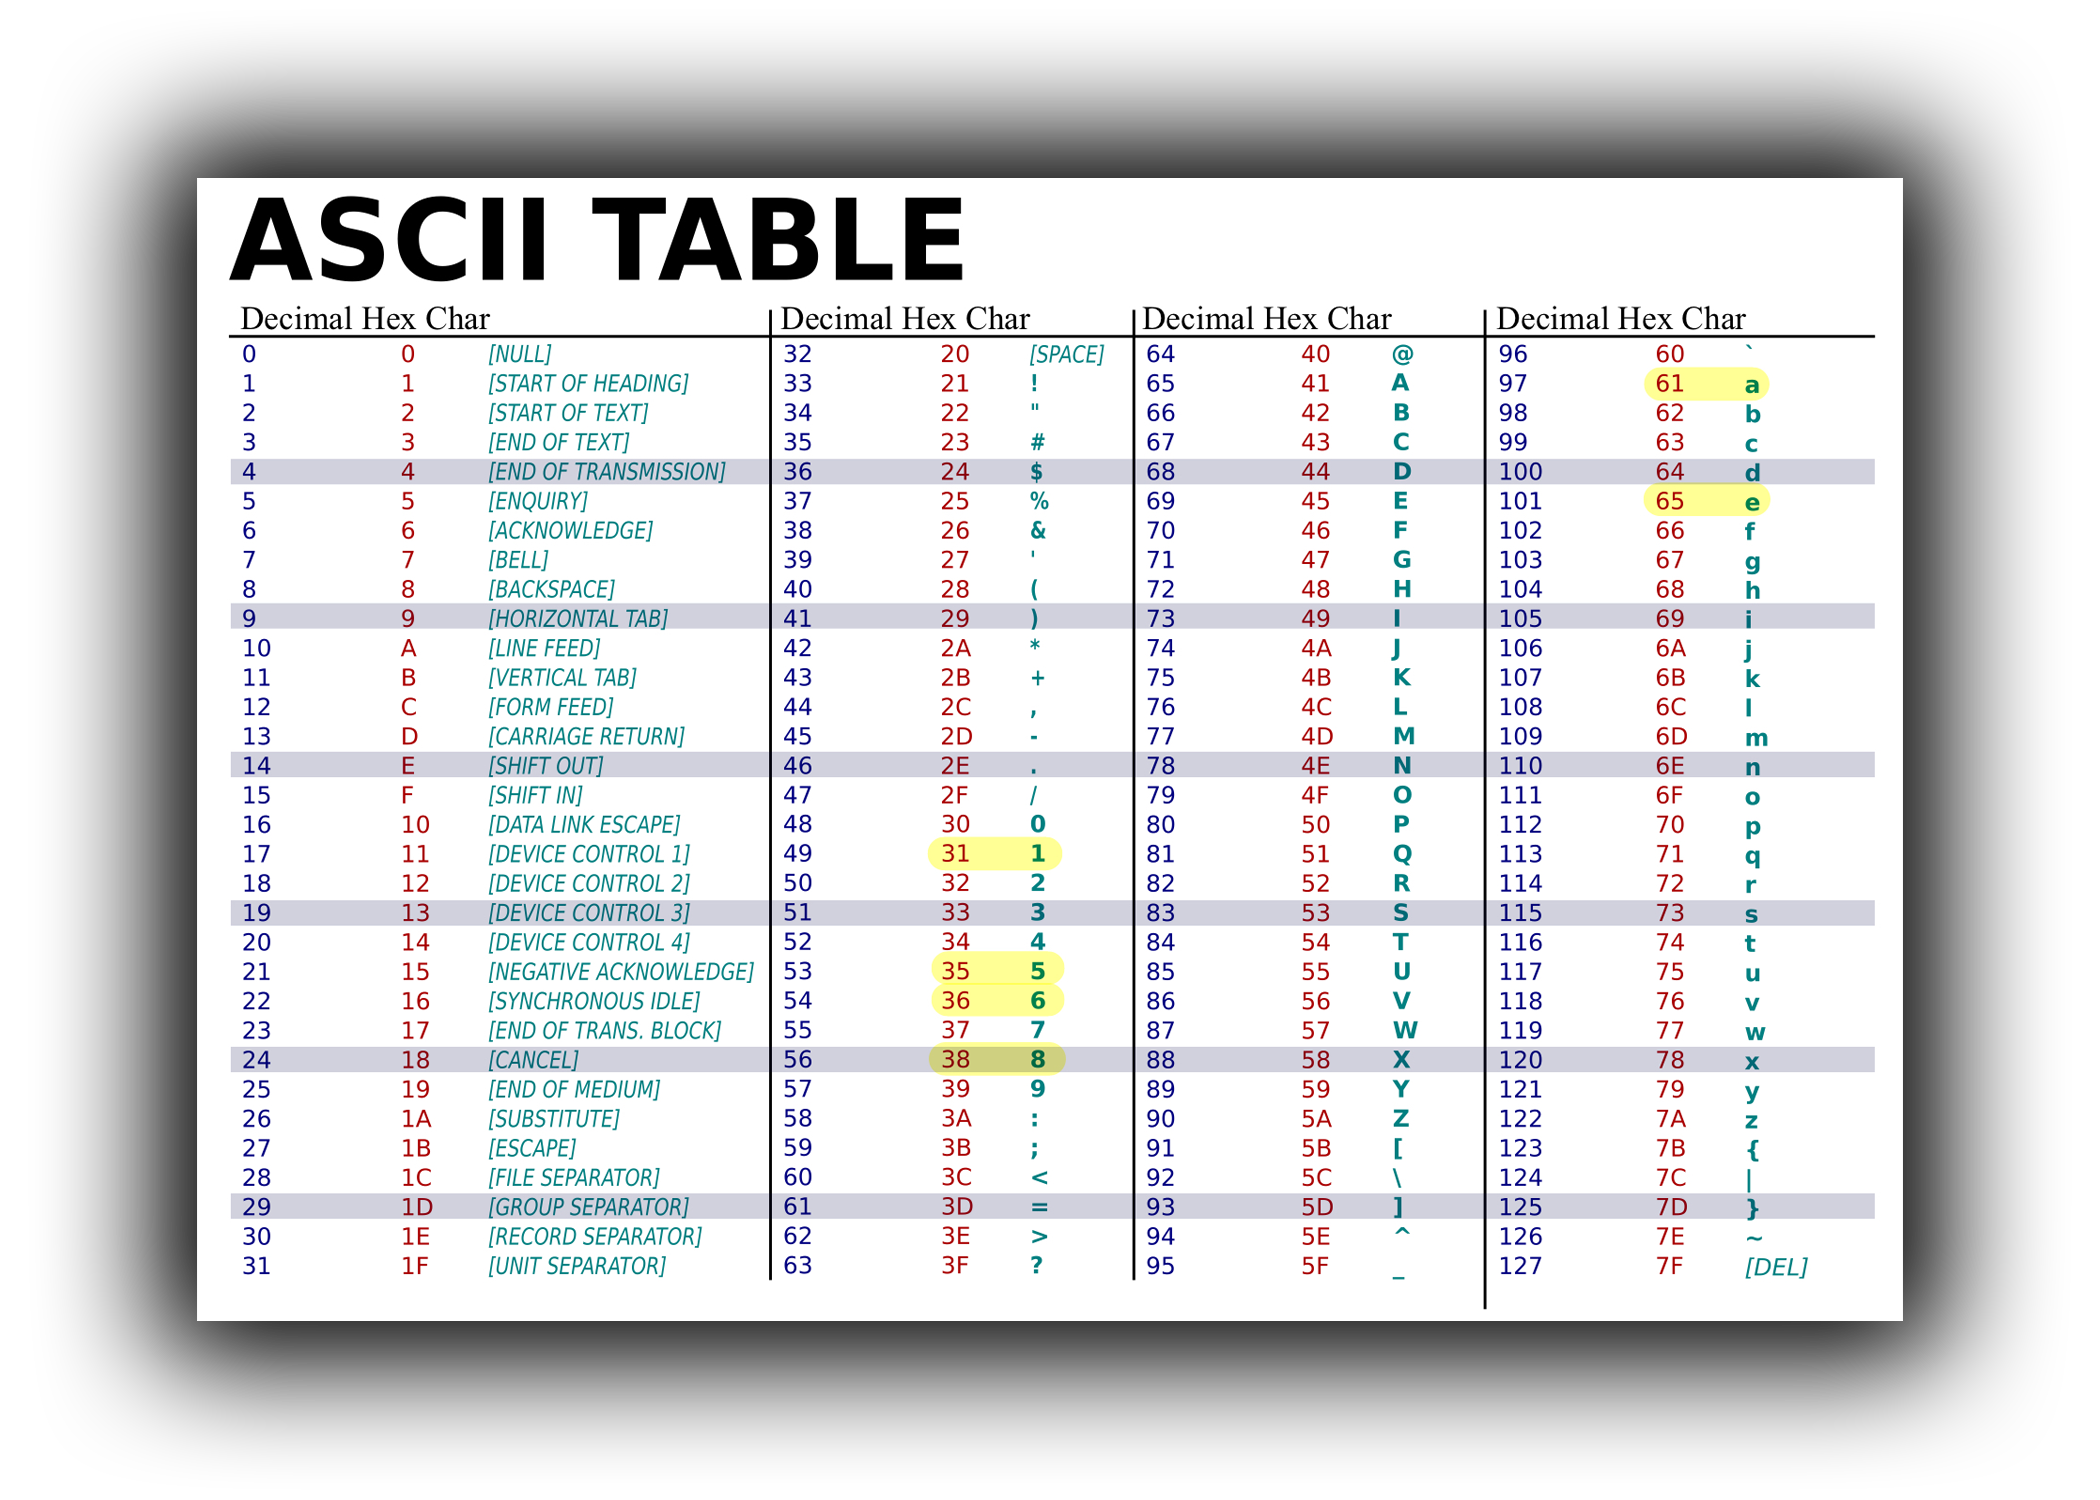 ASCII TABLE
Decimal Hex Char Decimal Hex Char Decimal Hex Char Decimal Hex Char
0 0 [NULL] 32 20 [SPACE] 64 40 @ 96 60 `
1 1 [START OF HEADING] 33 21 ! 65 41 A 97 61 a
2 2 [START OF TEXT] 34 22 " 66 42 B 98 62 b
3 3 [END OF TEXT] 35 23 # 67 43 C 99 63 c
4 4 [END OF TRANSMISSION] 36 24 $ 68 44 D 100 64 d
5 5 [ENQUIRY] 37 25 % 69 45 E 101 65 e
6 6 [ACKNOWLEDGE] 38 26 & 70 46 F 102 66 f
7 7 [BELL] 39 27 ' 71 47 G 103 67 g
8 8 [BACKSPACE] 40 28 ( 72 48 H 104 68 h
9 9 [HORIZONTAL TAB] 41 29 ) 73 49 I 105 69 i
10 A [LINE FEED] 42 2A * 74 4A J 106 6A j
11 B [VERTICAL TAB] 43 2B + 75 4B K 107 6B k
12 C [FORM FEED] 44 2C , 76 4C L 108 6C l
13 D [CARRIAGE RETURN] 45 2D - 77 4D M 109 6D m
14 E [SHIFT OUT] 46 2E . 78 4E N 110 6E n
15 F [SHIFT IN] 47 2F / 79 4F O 111 6F o
16 10 [DATA LINK ESCAPE] 48 30 0 80 50 P 112 70 p
17 11 [DEVICE CONTROL 1] 49 31 1 81 51 Q 113 71 q
18 12 [DEVICE CONTROL 2] 50 32 2 82 52 R 114 72 r
19 13 [DEVICE CONTROL 3] 51 33 3 83 53 S 115 73 s
20 14 [DEVICE CONTROL 4] 52 34 4 84 54 T 116 74 t
21 15 [NEGATIVE ACKNOWLEDGE] 53 35 5 85 55 U 117 75 u
22 16 [SYNCHRONOUS IDLE] 54 36 6 86 56 V 118 76 v
23 17 [END OF TRANS. BLOCK] 55 37 7 87 57 W 119 77 w
24 18 [CANCEL] 56 38 8 88 58 X 120 78 x
25 19 [END OF MEDIUM] 57 39 9 89 59 Y 121 79 y
26 1A [SUBSTITUTE] 58 3A : 90 5A Z 122 7A z
27 1B [ESCAPE] 59 3B ; 91 5B [ 123 7B {
28 1C [FILE SEPARATOR] 60 3C < 92 5C \ 124 7C |
29 1D [GROUP SEPARATOR] 61 3D = 93 5D ] 125 7D }
30 1E [RECORD SEPARATOR] 62 3E > 94 5E ^ 126 7E ~
31 1F [UNIT SEPARATOR] 63 3F ? 95 5F _ 127 7F [DEL]